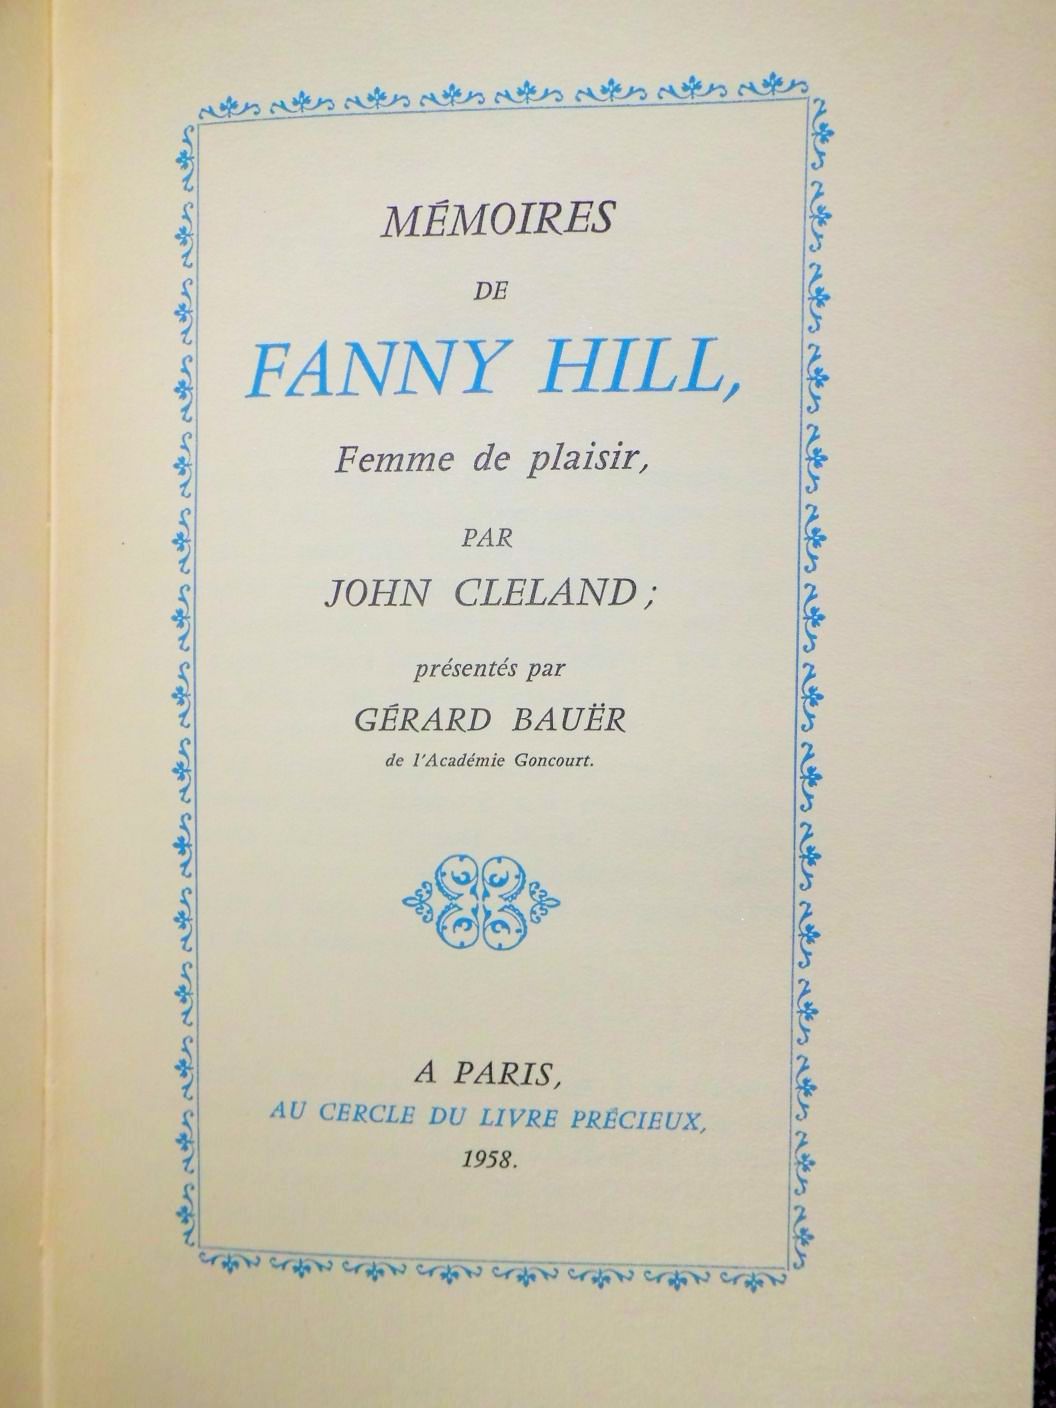 MÉMOIRES
DE
FANNY HILL,
Femme de plaisir,
PAR
JOHN CLELAND ;
présentés par
GÉRARD BAUËR
de l'Académie Goncourt.
A PARIS,
AU CERCLE DU LIVRE PRÉCIEUX,
1958.